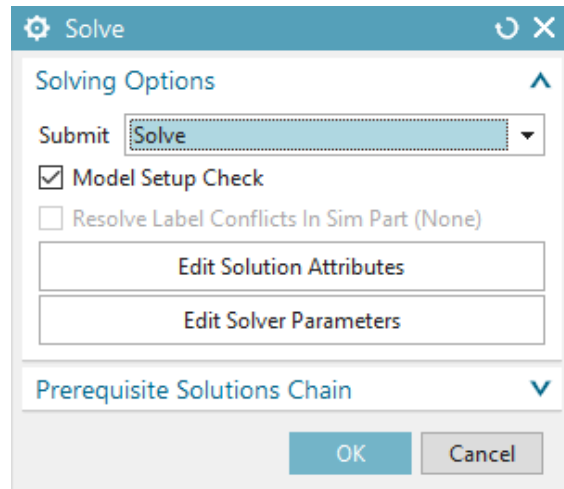 Solve
Solving Options
Submit Solve
Model Setup Check
Resolve Label Conflicts In Sim Part (None)
Edit Solution Attributes
Edit Solver Parameters
Prerequisite Solutions Chain
OK Cancel